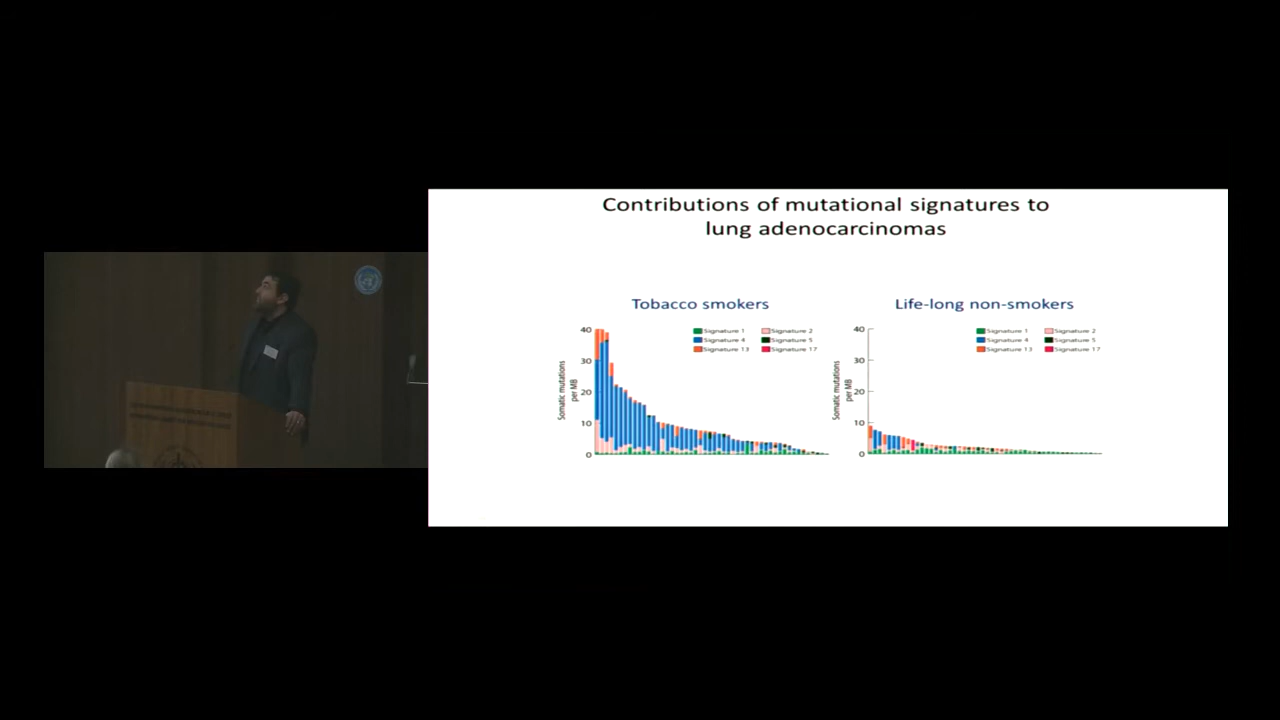 Contributions of mutational signatures to
lung adenocarcinomas
Tobacco smokers
40
30
20
10
0
Somatic mutations
per MB
Signature 1
Signature 2
Signature 4
Signature 5
Signature 13
Signature 17
Life-long non-smokers
40
30
20
10
0
Somatic mutations
per MB
Signature 1
Signature 2
Signature 4
Signature 5
Signature 13
Signature 17